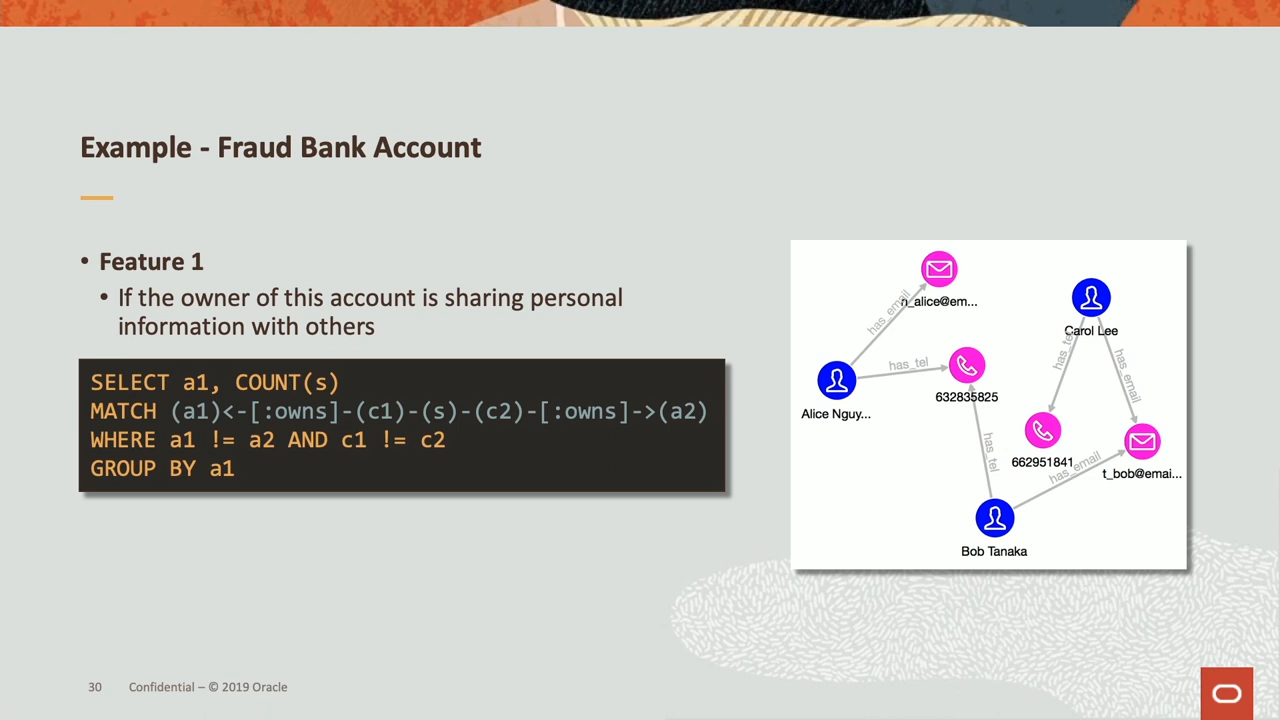 Example - Fraud Bank Account
• Feature 1
• If the owner of this account is sharing personal
information with others
SELECT a1, COUNT(s)
MATCH (a1)<-[:owns]-(c1)-(s)-(c2)-[:owns]->(a2)
WHERE a1 != a2 AND c1 != c2
GROUP BY a1
n_alice@em...
has_email
Carol Lee
has_tel
has_tel
has_email
632835825
Alice Nguy...
662951841
has_tel
has_email
t_bob@emai...
Bob Tanaka
30 Confidential – © 2019 Oracle